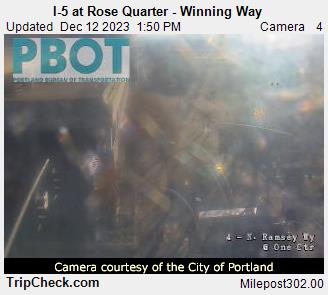 I-5 at Rose Quarter - Winning Way
Updated Dec 12 2023 1:50 PM Camera 4
PBOT
PORTLAND BUREAU OF TRANSPORTATION
4 - N. Ramsey Wy
@ One Ctr
Camera courtesy of the City of Portland
TripCheck.com Milepost302.00